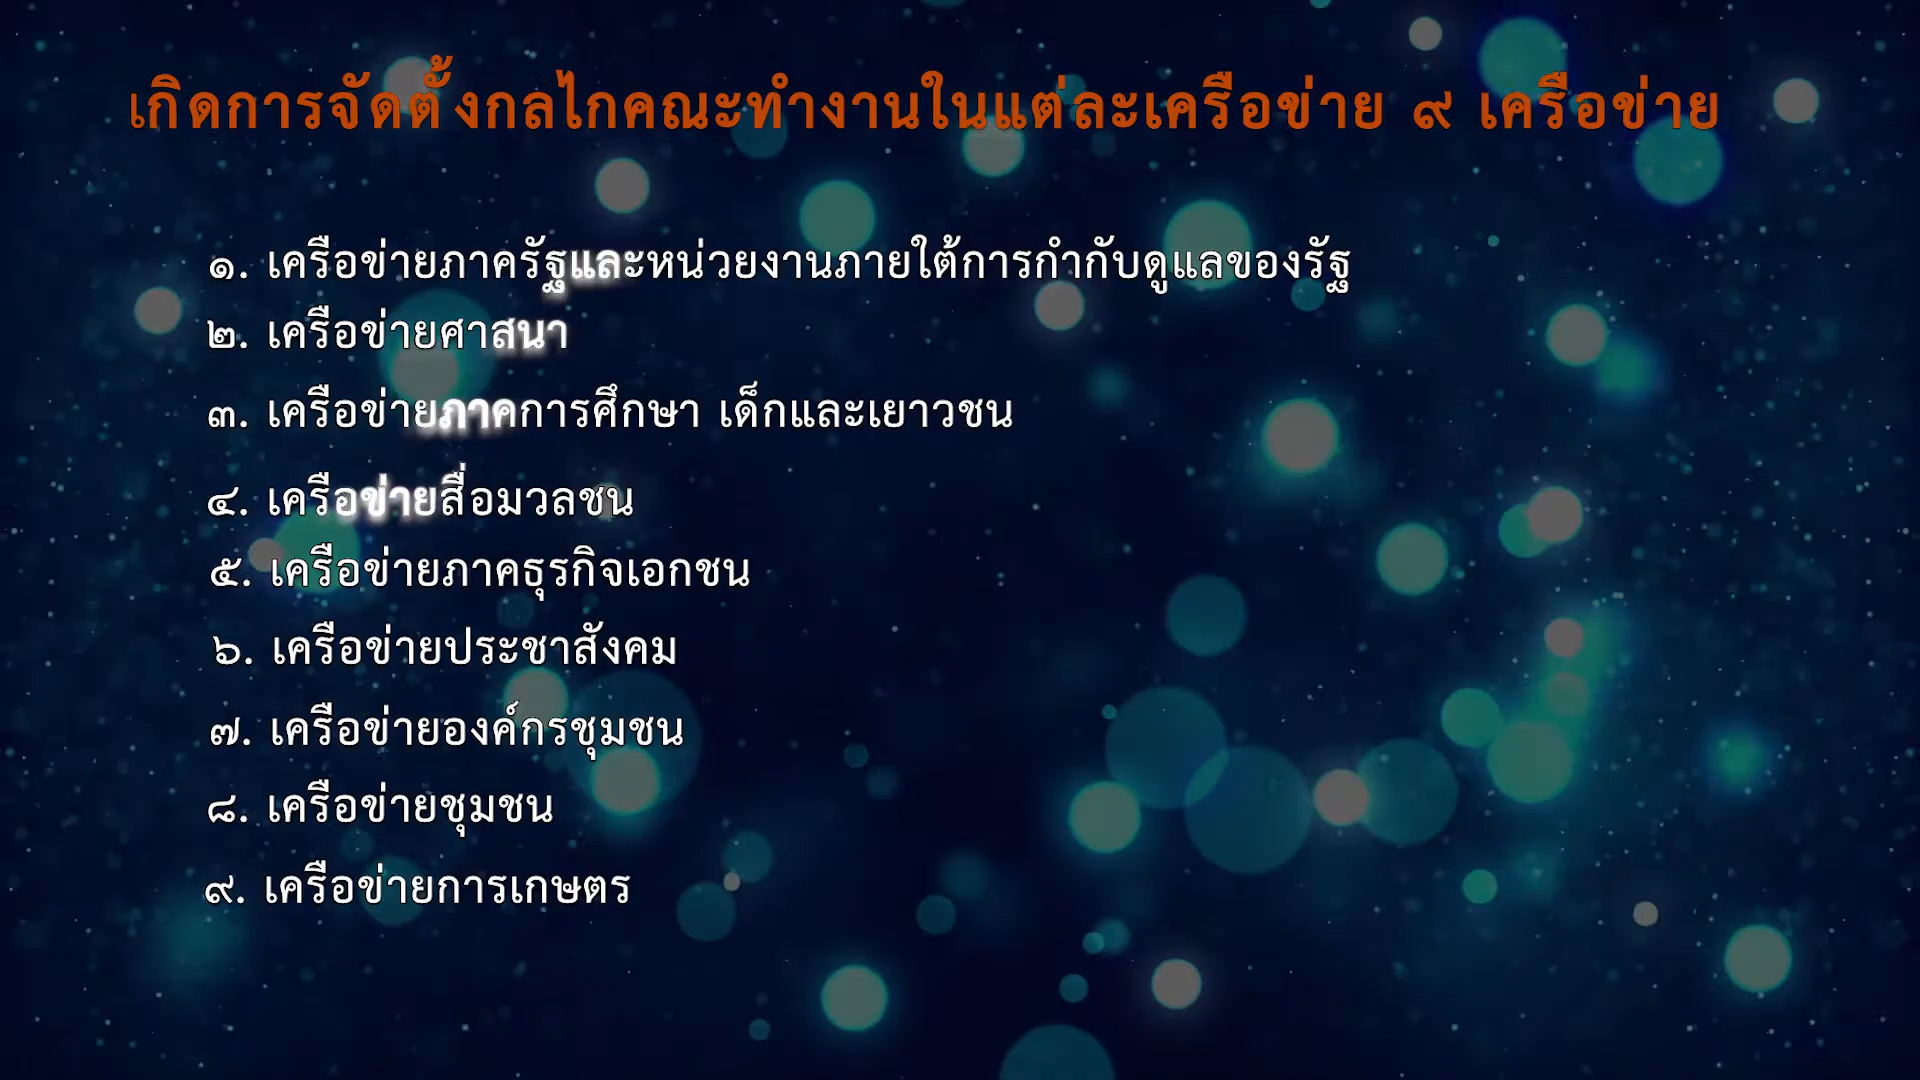 เกิดการจัดตั้งกลไกคณะทำงานในแต่ละเครือข่าย ๙ เครือข่าย
๑. เครือข่ายภาครัฐและหน่วยงานภายใต้การกำกับดูแลของรัฐ
๒. เครือข่ายศาสนา
๓. เครือข่ายภาคการศึกษา เด็กและเยาวชน
๔. เครือข่ายสื่อมวลชน
๕. เครือข่ายภาคธุรกิจเอกชน
๖. เครือข่ายประชาสังคม
๗. เครือข่ายองค์กรชุมชน
๘. เครือข่ายชุมชน
๙. เครือข่ายการเกษตร